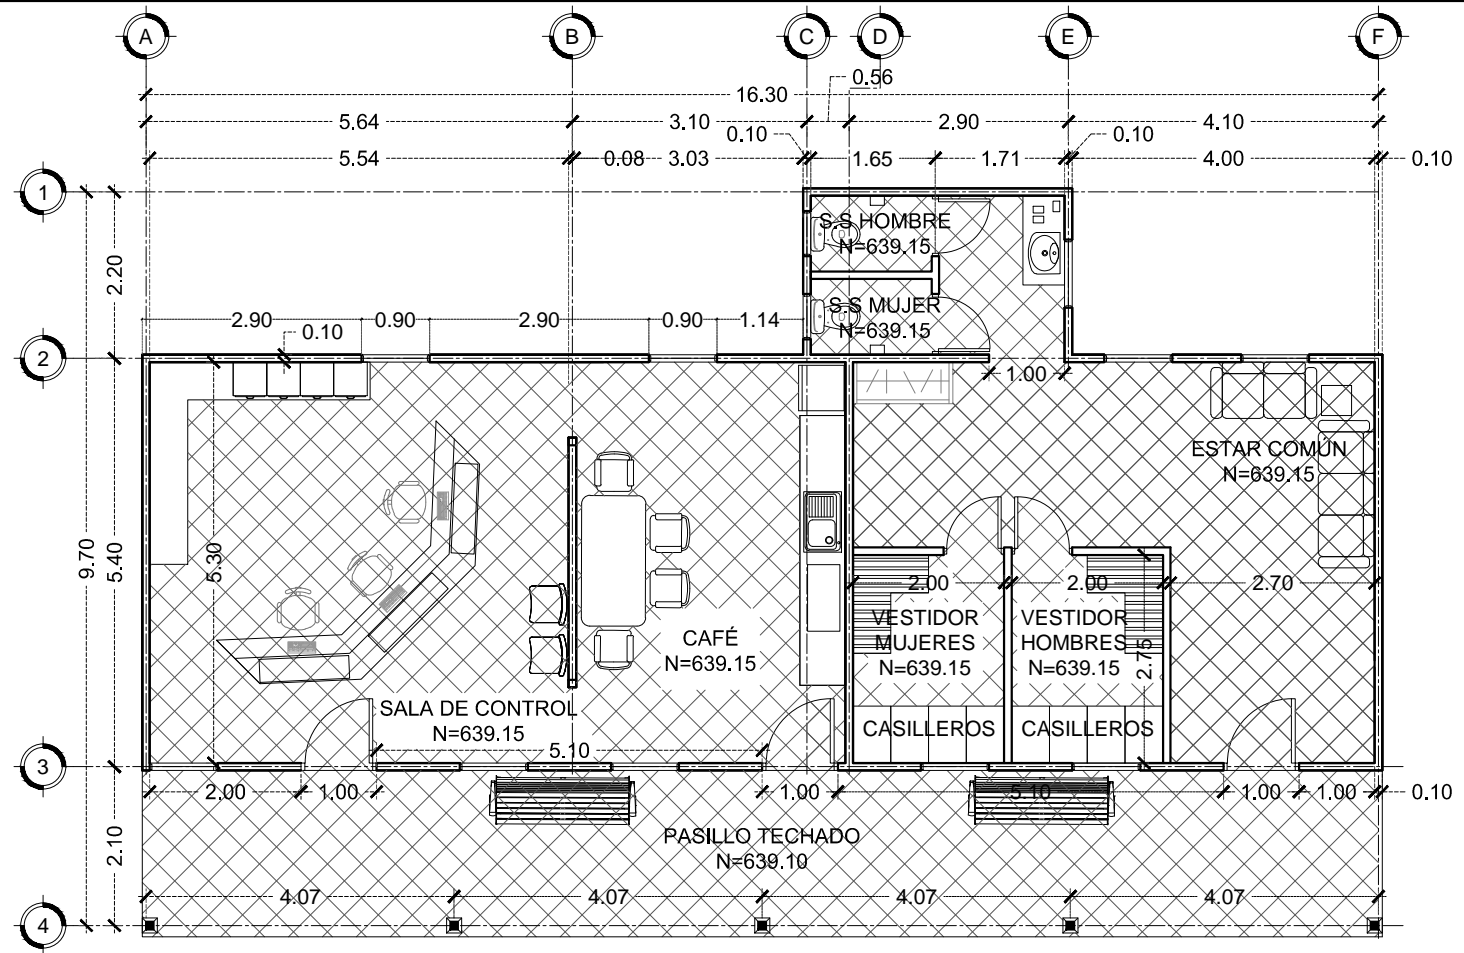 A B C D E F
0.56
16.30
5.64 3.10 2.90 4.10
0.10 0.10
5.54 0.08 3.03 1.65 1.71 4.00 0.10
1
S.S HOMBRE
N=639.15
2.20
S.S MUJER
N=639.15
2.90 0.90 2.90 0.90 1.14
0.10
2
1.00
ESTAR COMÚN
N=639.15
9.70 5.40 5.30
2.00 2.00 2.70
VESTIDOR
MUJERES
N=639.15
VESTIDOR
HOMBRES
N=639.15
2.75
CAFÉ
N=639.15
SALA DE CONTROL
N=639.15
CASILLEROS CASILLEROS
5.10
3
2.00 1.00 1.00 5.10 1.00 1.00 0.10
PASILLO TECHADO
N=639.10
2.10
4.07 4.07 4.07 4.07
4